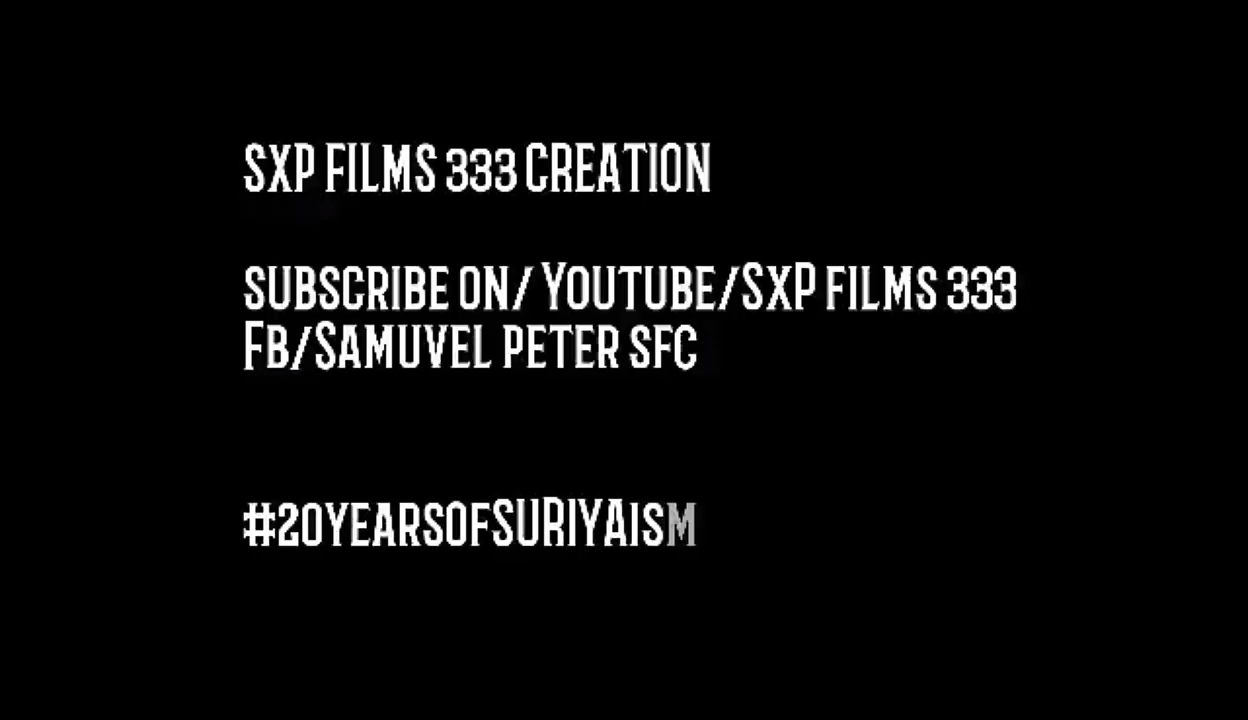 SXP FILMS 333 CREATION
SUBSCRIBE ON/ YOUTUBE/SXP FILMS 333
FB/SAMUVEL PETER SFC
#20YEARSOFSURIYAISM